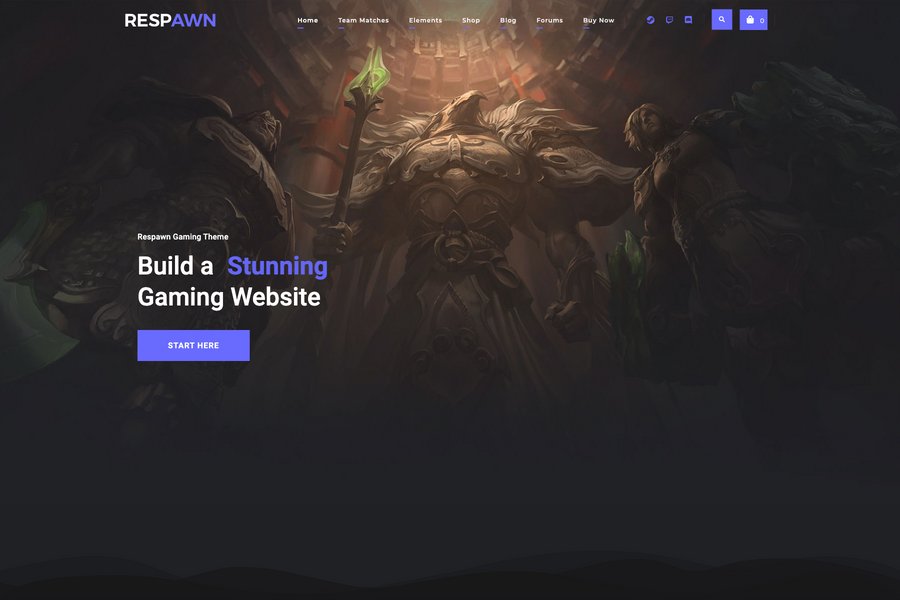 RESPAWN
Home Team Matches Elements Shop Blog Forums Buy Now
0
Respawn Gaming Theme
Build a Stunning
Gaming Website
START HERE